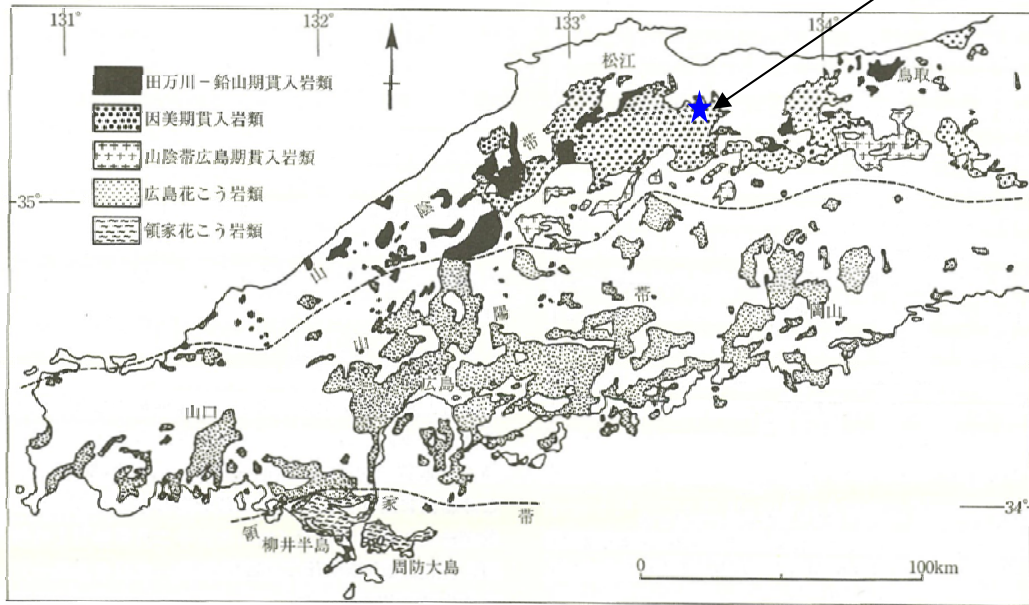 131°
132°
133°
134°
松江
鳥取
田万川－鉛山期貫入岩類
因美期貫入岩類
山陰帯広島期貫入岩類
広島花こう岩類
領家花こう岩類
35°
34°
山
陰
帯
山
陽
帯
岡山
広島
山口
領
家
帯
柳井半島
周防大島
0
100km